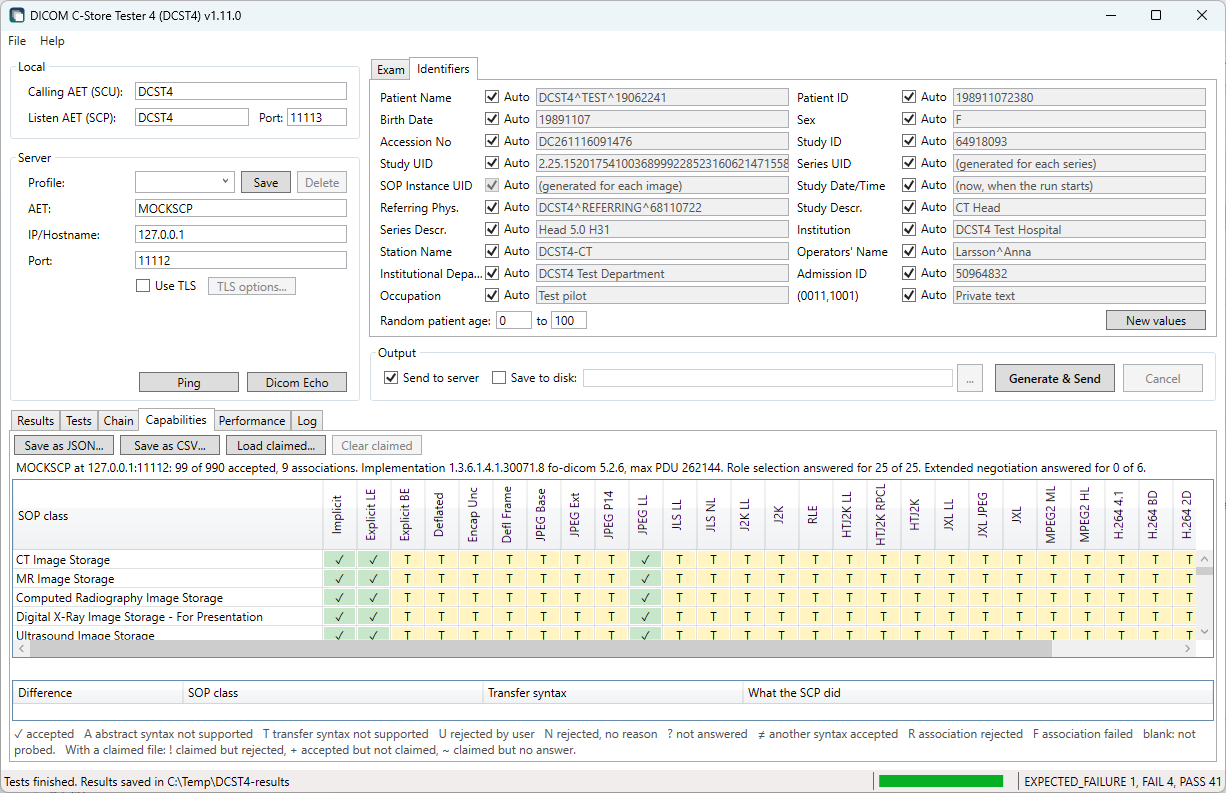 DICOM C-Store Tester 4 (DCST4) v1.11.0
File Help
Local
Calling AET (SCU): DCST4
Listen AET (SCP): DCST4 Port: 11113
Server
Profile: Save Delete
AET: MOCKSCP
IP/Hostname: 127.0.0.1
Port: 11112
Use TLS TLS options...
Ping Dicom Echo
Exam Identifiers
Patient Name Auto DCST4^TEST^19062241 Patient ID Auto 198911072380
Birth Date Auto 19891107 Sex Auto F
Accession No Auto DC261116091476 Study ID Auto 64918093
Study UID Auto 2.25.15201754100368999228523160621471558 Series UID Auto (generated for each series)
SOP Instance UID Auto (generated for each image) Study Date/Time Auto (now, when the run starts)
Referring Phys. Auto DCST4^REFERRING^68110722 Study Descr. Auto CT Head
Series Descr. Auto Head 5.0 H31 Institution Auto DCST4 Test Hospital
Station Name Auto DCST4-CT Operators' Name Auto Larsson^Anna
Institutional Depa... Auto DCST4 Test Department Admission ID Auto 50964832
Occupation Auto Test pilot (0011,1001) Auto Private text
Random patient age: 0 to 100 New values
Output
Send to server Save to disk: ... Generate & Send Cancel
Results Tests Chain Capabilities Performance Log
Save as JSON... Save as CSV... Load claimed... Clear claimed
MOCKSCP at 127.0.0.1:11112: 99 of 990 accepted, 9 associations. Implementation 1.3.6.1.4.1.30071.8 fo-dicom 5.2.6, max PDU 262144. Role selection answered for 25 of 25. Extended negotiation answered for 0 of 6.
SOP class Implicit Explicit LE Explicit BE Deflated Encap Unc Defl Frame JPEG Base JPEG Ext JPEG P14 JPEG LL JLS LL JLS NL J2K LL J2K RLE HTJ2K LL HTJ2K RPCL HTJ2K JXL LL JXL JPEG JXL MPEG2 ML MPEG2 HL H.264 4.1 H.264 BD H.264 2D
CT Image Storage ✓ ✓ T T T T T T T ✓ T T T T T T T T T T T T T T T T
MR Image Storage ✓ ✓ T T T T T T T ✓ T T T T T T T T T T T T T T T T
Computed Radiography Image Storage ✓ ✓ T T T T T T T ✓ T T T T T T T T T T T T T T T T
Digital X-Ray Image Storage - For Presentation ✓ ✓ T T T T T T T ✓ T T T T T T T T T T T T T T T T
Ultrasound Image Storage ✓ ✓ T T T T T T T ✓ T T T T T T T T T T T T T T T T
Difference SOP class Transfer syntax What the SCP did
✓ accepted A abstract syntax not supported T transfer syntax not supported U rejected by user N rejected, no reason ? not answered ≠ another syntax accepted R association rejected F association failed blank: not
probed. With a claimed file: ! claimed but rejected, + accepted but not claimed, ~ claimed but no answer.
Tests finished. Results saved in C:\Temp\DCST4-results EXPECTED_FAILURE 1, FAIL 4, PASS 41